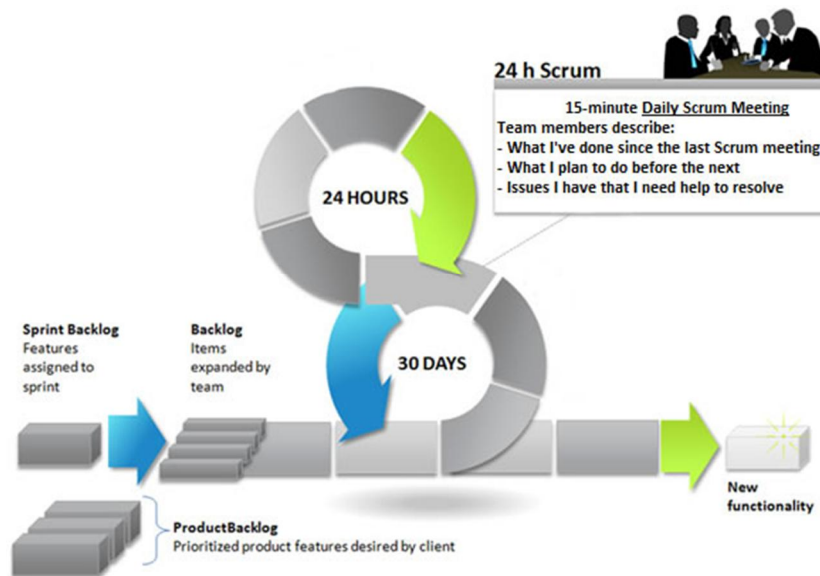 24 h Scrum
15-minute Daily Scrum Meeting
Team members describe:
- What I've done since the last Scrum meeting
- What I plan to do before the next
- Issues I have that I need help to resolve
24 HOURS
30 DAYS
Sprint Backlog
Features
assigned to
sprint
Backlog
Items
expanded by
team
New
functionality
ProductBacklog
Prioritized product features desired by client